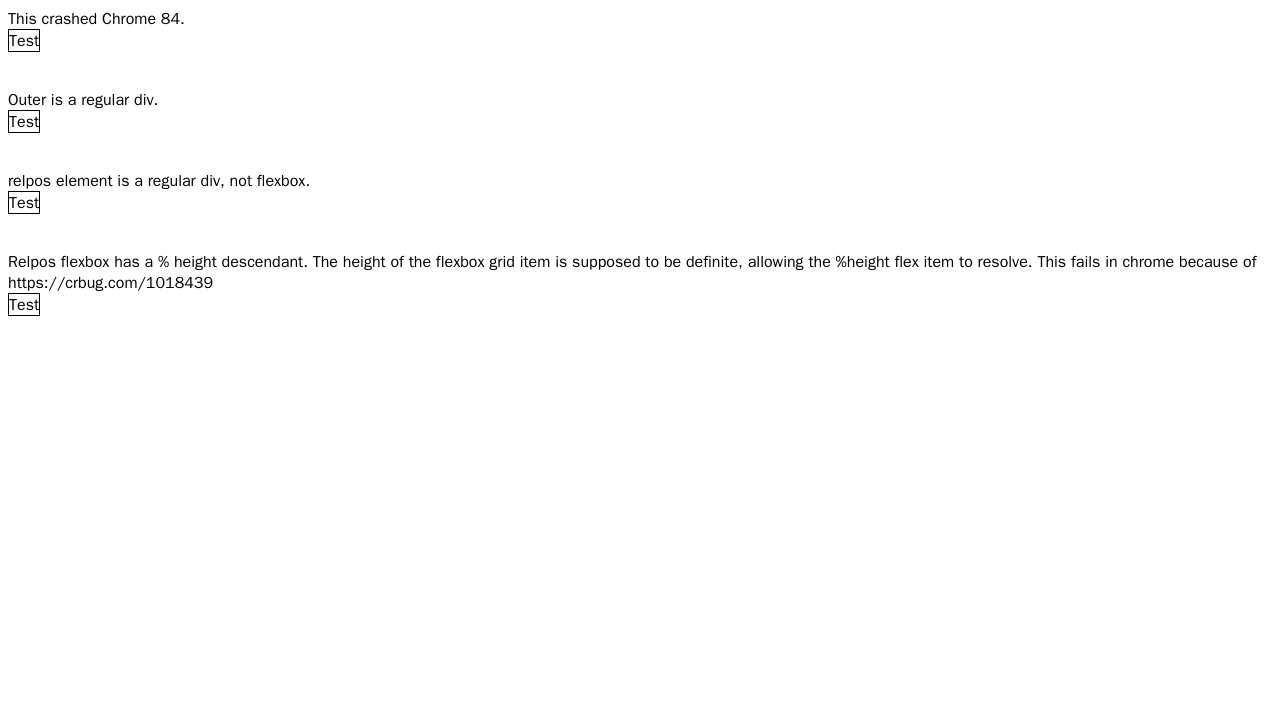 This crashed Chrome 84.
Test
Outer is a regular div.
Test
relpos element is a regular div, not flexbox.
Test
Relpos flexbox has a % height descendant. The height of the flexbox grid item is supposed to be definite, allowing the %height flex item to resolve. This fails in chrome because of
https://crbug.com/1018439
Test